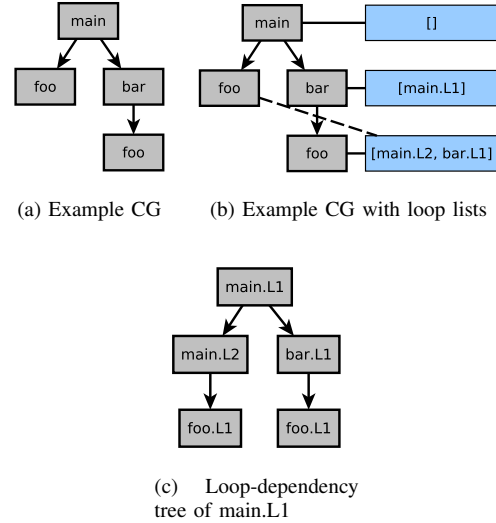 main
foo
bar
foo
(a) Example CG
main
[]
foo
bar
[main.L1]
foo
[main.L2, bar.L1]
(b) Example CG with loop lists
main.L1
main.L2
bar.L1
foo.L1
foo.L1
(c) Loop-dependency
tree of main.L1